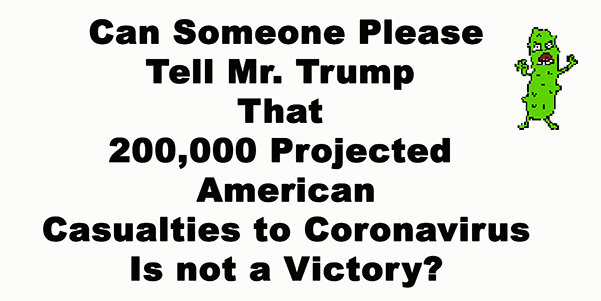 Can Someone Please
Tell Mr. Trump
That
200,000 Projected
American
Casualties to Coronavirus
Is not a Victory?